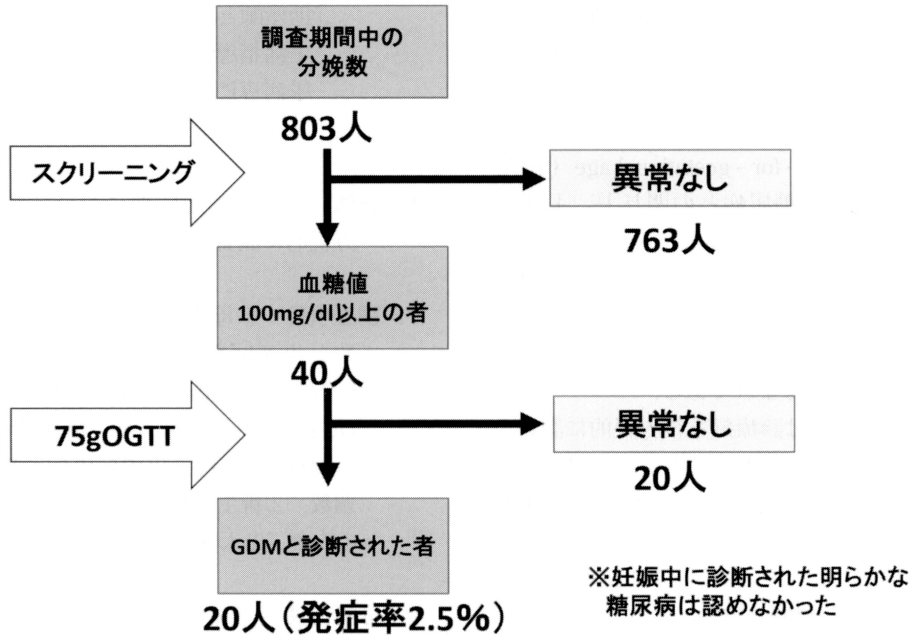 調査期間中の
分娩数
803人
スクリーニング
異常なし
763人
血糖値
100mg/dl以上の者
40人
75gOGTT
異常なし
20人
GDMと診断された者
20人（発症率2.5%）
※妊娠中に診断された明らかな
糖尿病は認めなかった